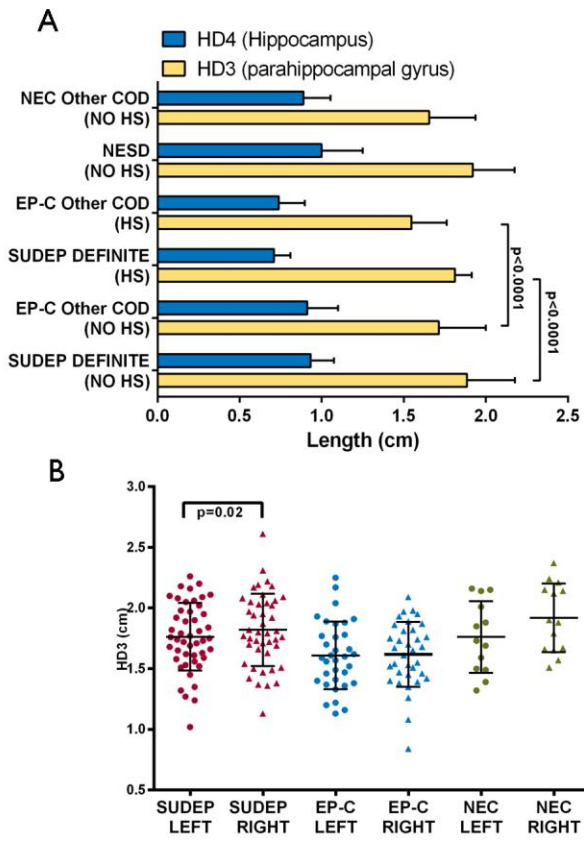 A
HD4 (Hippocampus)
HD3 (parahippocampal gyrus)
NEC Other COD
(NO HS)
NESD
(NO HS)
EP-C Other COD
(HS)
SUDEP DEFINITE
(HS)
EP-C Other COD
(NO HS)
SUDEP DEFINITE
(NO HS)
p<0.0001
p<0.0001
0.0 0.5 1.0 1.5 2.0 2.5
Length (cm)
B
3.0
2.5
2.0
1.5
1.0
0.5
HD3 (cm)
p=0.02
SUDEP SUDEP EP-C EP-C NEC NEC
LEFT RIGHT LEFT RIGHT LEFT RIGHT